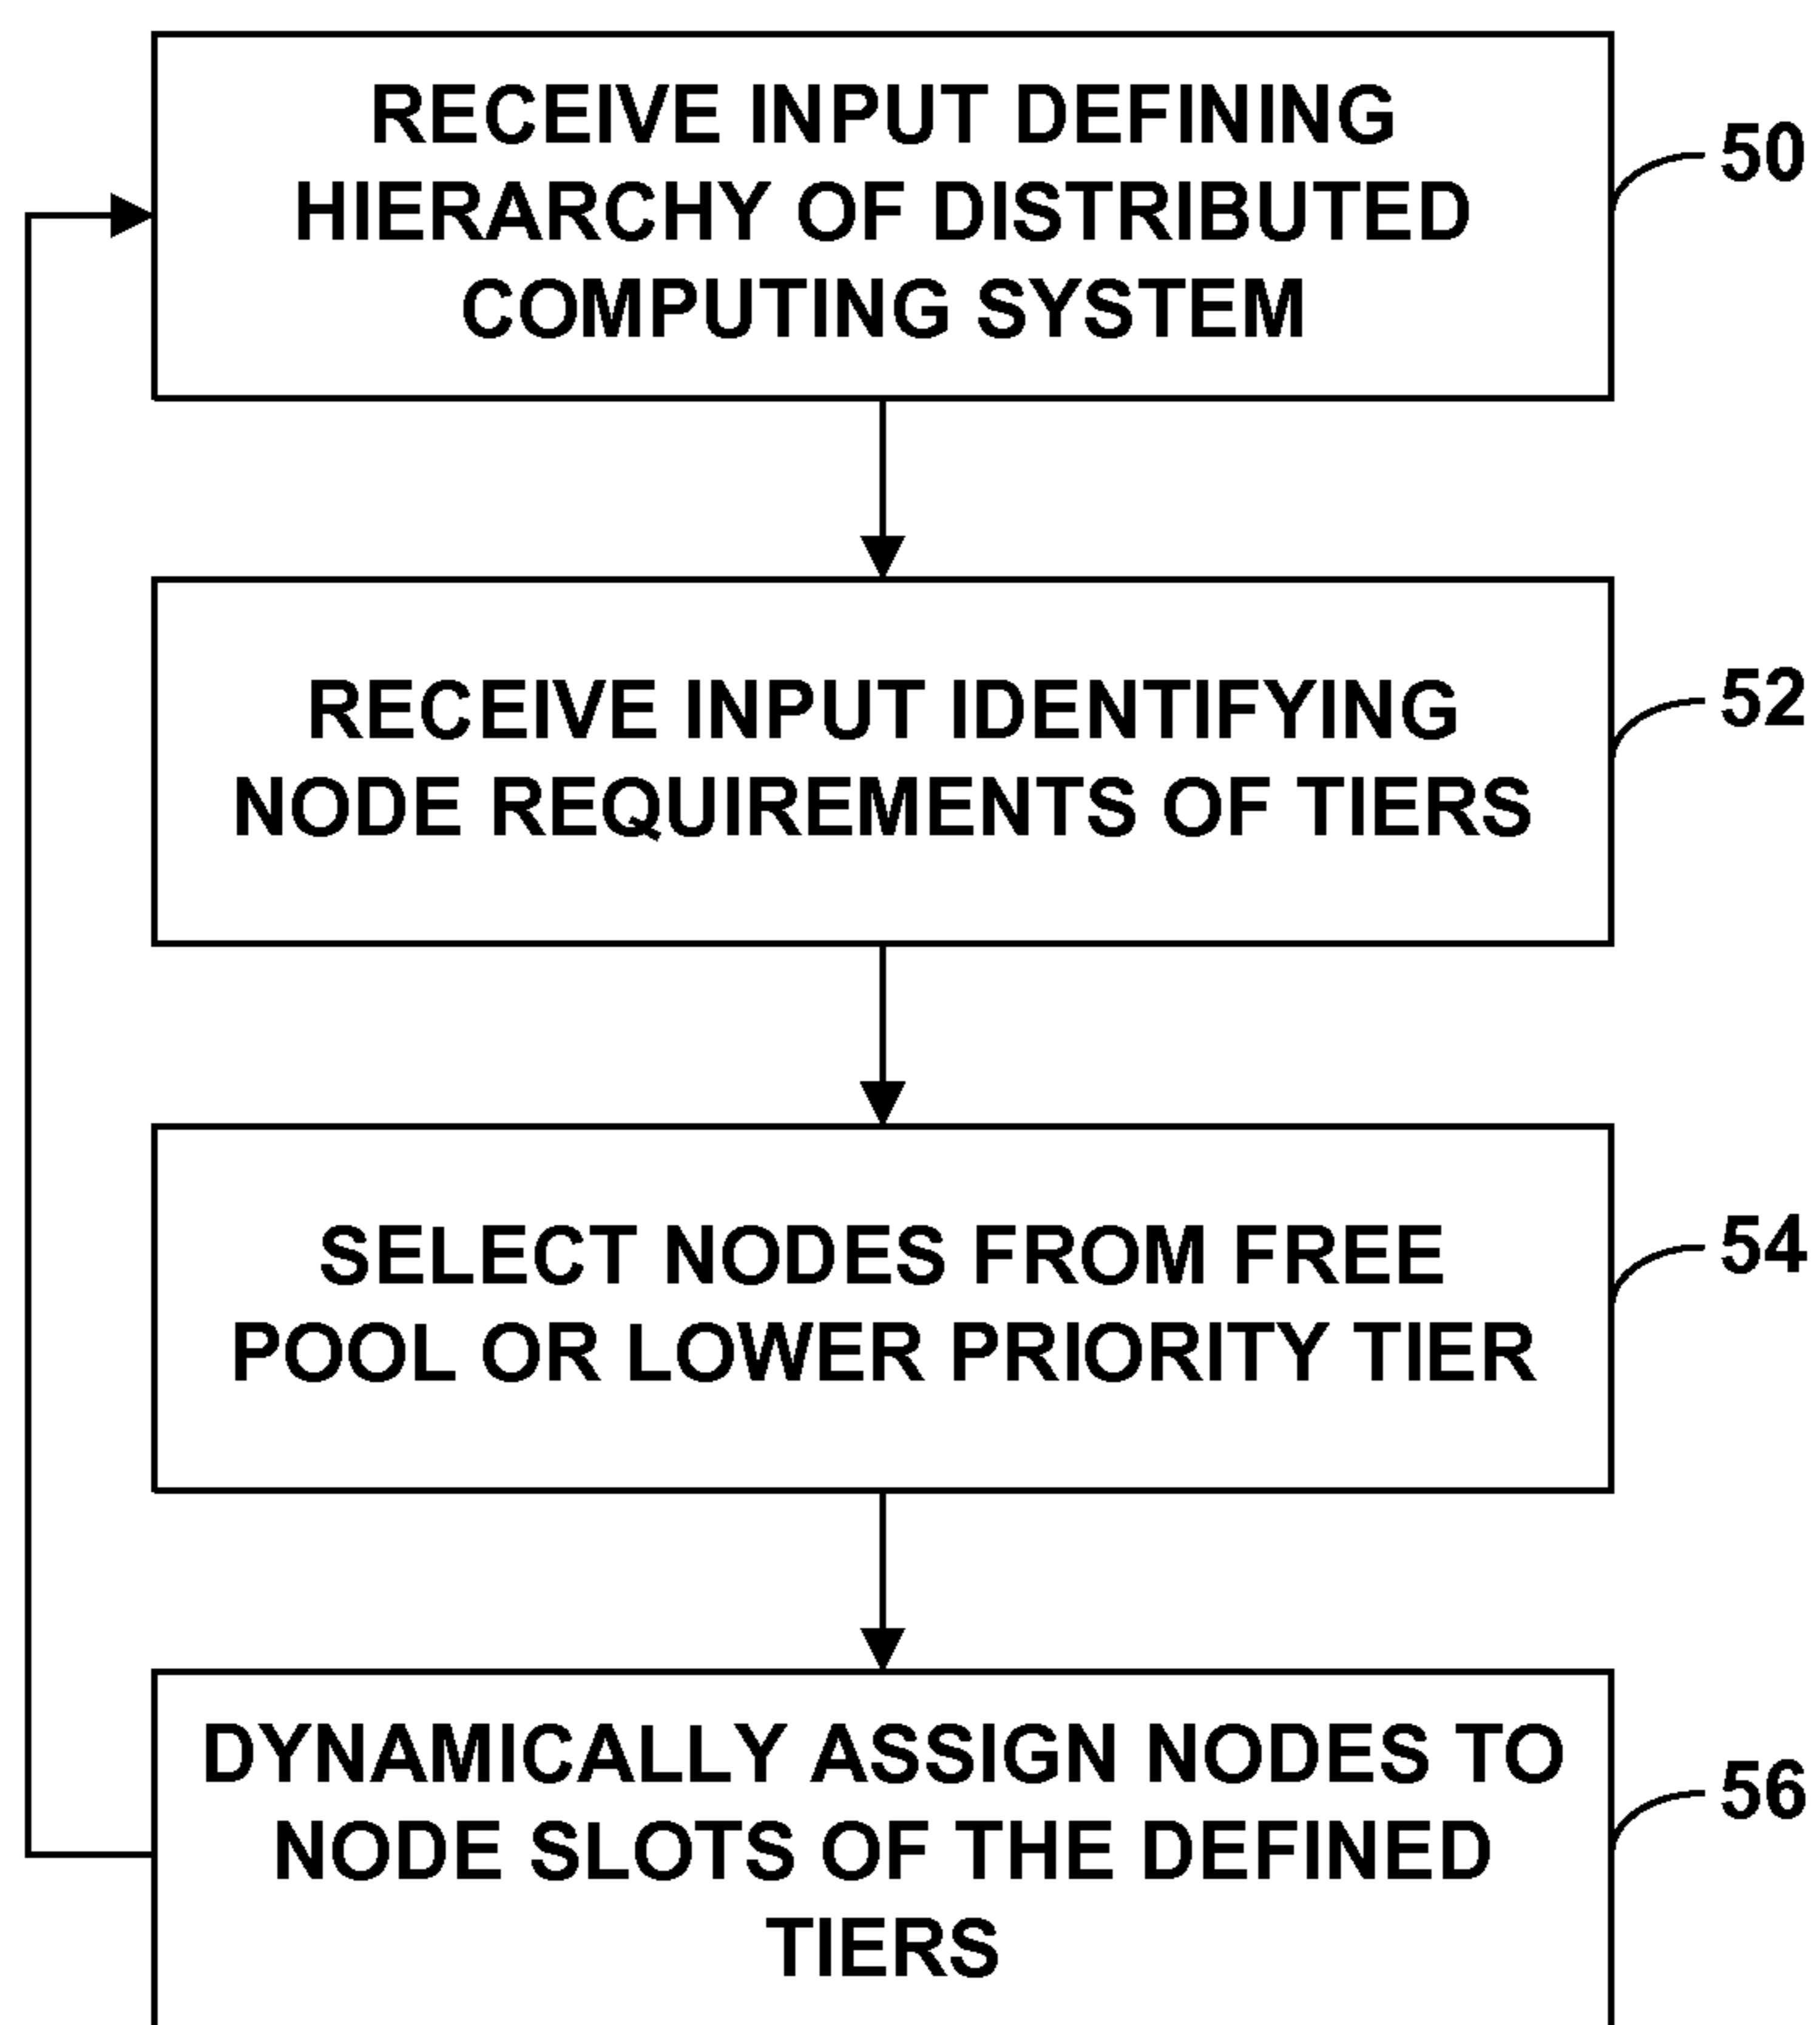 RECEIVE INPUT DEFINING
HIERARCHY OF DISTRIBUTED
COMPUTING SYSTEM
50
RECEIVE INPUT IDENTIFYING
NODE REQUIREMENTS OF TIERS
52
SELECT NODES FROM FREE
POOL OR LOWER PRIORITY TIER
54
DYNAMICALLY ASSIGN NODES TO
NODE SLOTS OF THE DEFINED
TIERS
56